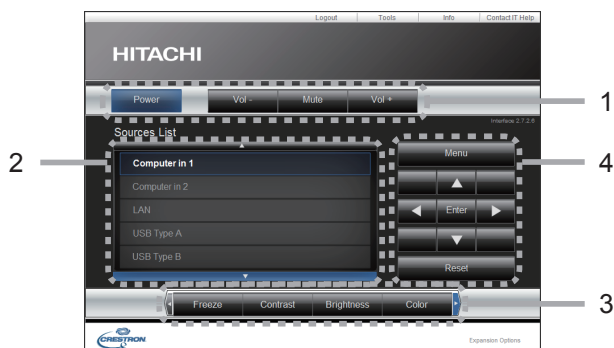 Logout Tools Info Contact IT Help
HITACHI
Power Vol - Mute Vol +
1
Interface 2.7.2.6
Sources List
2
Computer in 1
Computer in 2
LAN
USB Type A
USB Type B
Menu
Enter
Reset
4
Freeze Contrast Brightness Color
3
CRESTRON
Expansion Options